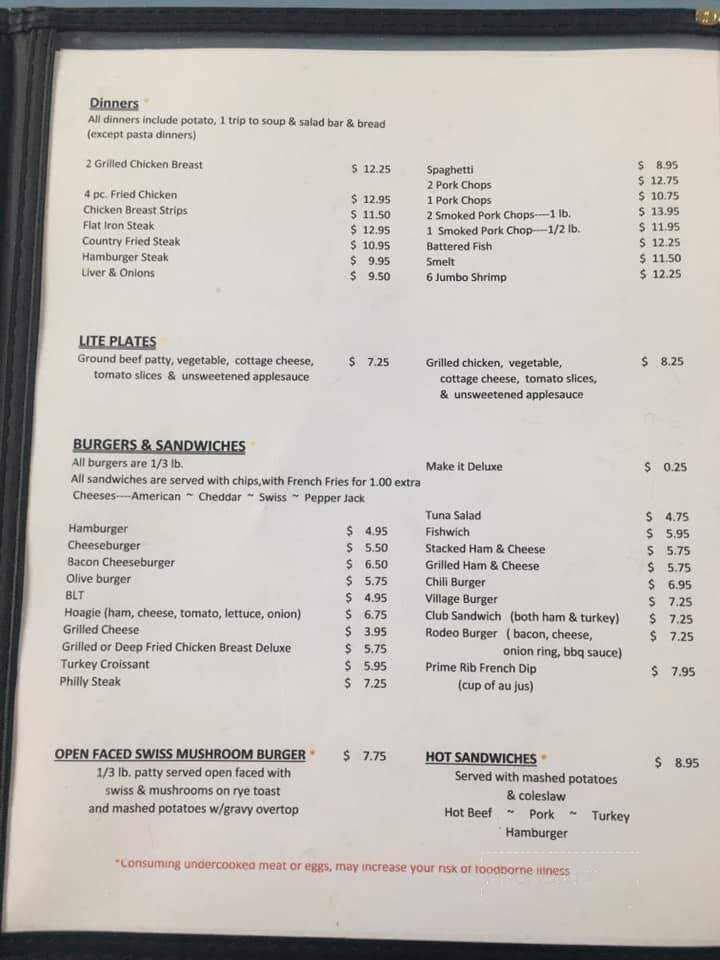 Dinners *
All dinners include potato, 1 trip to soup & salad bar & bread
(except pasta dinners)
2 Grilled Chicken Breast $ 12.25
4 pc. Fried Chicken $ 12.95
Chicken Breast Strips $ 11.50
Flat Iron Steak $ 12.95
Country Fried Steak $ 10.95
Hamburger Steak $ 9.95
Liver & Onions $ 9.50
Spaghetti $ 8.95
2 Pork Chops $ 12.75
1 Pork Chops $ 10.75
2 Smoked Pork Chops----1 lb. $ 13.95
1 Smoked Pork Chop----1/2 lb. $ 11.95
Battered Fish $ 12.25
Smelt $ 11.50
6 Jumbo Shrimp $ 12.25
LITE PLATES *
Ground beef patty, vegetable, cottage cheese, $ 7.25
tomato slices & unsweetened applesauce
Grilled chicken, vegetable, $ 8.25
cottage cheese, tomato slices,
& unsweetened applesauce
BURGERS & SANDWICHES *
All burgers are 1/3 lb.
All sandwiches are served with chips,with French Fries for 1.00 extra
Cheeses----American ~ Cheddar ~ Swiss ~ Pepper Jack
Make it Deluxe $ 0.25
Hamburger $ 4.95
Cheeseburger $ 5.50
Bacon Cheeseburger $ 6.50
Olive burger $ 5.75
BLT $ 4.95
Hoagie (ham, cheese, tomato, lettuce, onion) $ 6.75
Grilled Cheese $ 3.95
Grilled or Deep Fried Chicken Breast Deluxe $ 5.75
Turkey Croissant $ 5.95
Philly Steak $ 7.25
Tuna Salad $ 4.75
Fishwich $ 5.95
Stacked Ham & Cheese $ 5.75
Grilled Ham & Cheese $ 5.75
Chili Burger $ 6.95
Village Burger $ 7.25
Club Sandwich (both ham & turkey) $ 7.25
Rodeo Burger ( bacon, cheese, $ 7.25
onion ring, bbq sauce)
Prime Rib French Dip $ 7.95
(cup of au jus)
OPEN FACED SWISS MUSHROOM BURGER * $ 7.75
1/3 lb. patty served open faced with
swiss & mushrooms on rye toast
and mashed potatoes w/gravy overtop
HOT SANDWICHES * $ 8.95
Served with mashed potatoes
& coleslaw
Hot Beef ~ Pork ~ Turkey
Hamburger
*Consuming undercooked meat or eggs, may increase your risk of foodborne illness